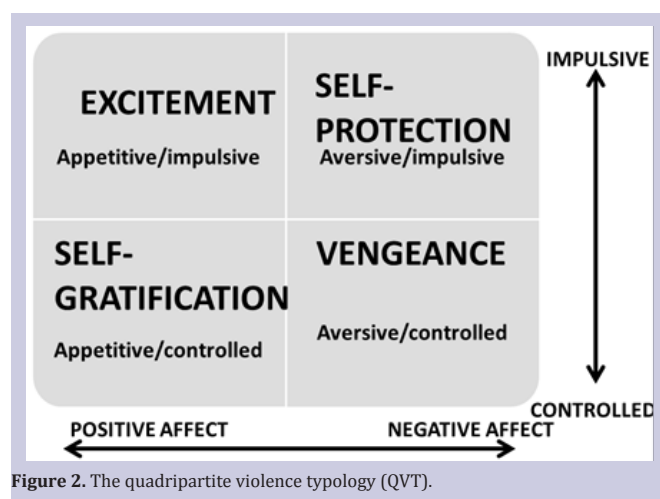 IMPULSIVE
EXCITEMENT
Appetitive/impulsive
SELF-
PROTECTION
Aversive/impulsive
SELF-
GRATIFICATION
Appetitive/controlled
VENGEANCE
Aversive/controlled
CONTROLLED
POSITIVE AFFECT
NEGATIVE AFFECT
Figure 2. The quadripartite violence typology (QVT).